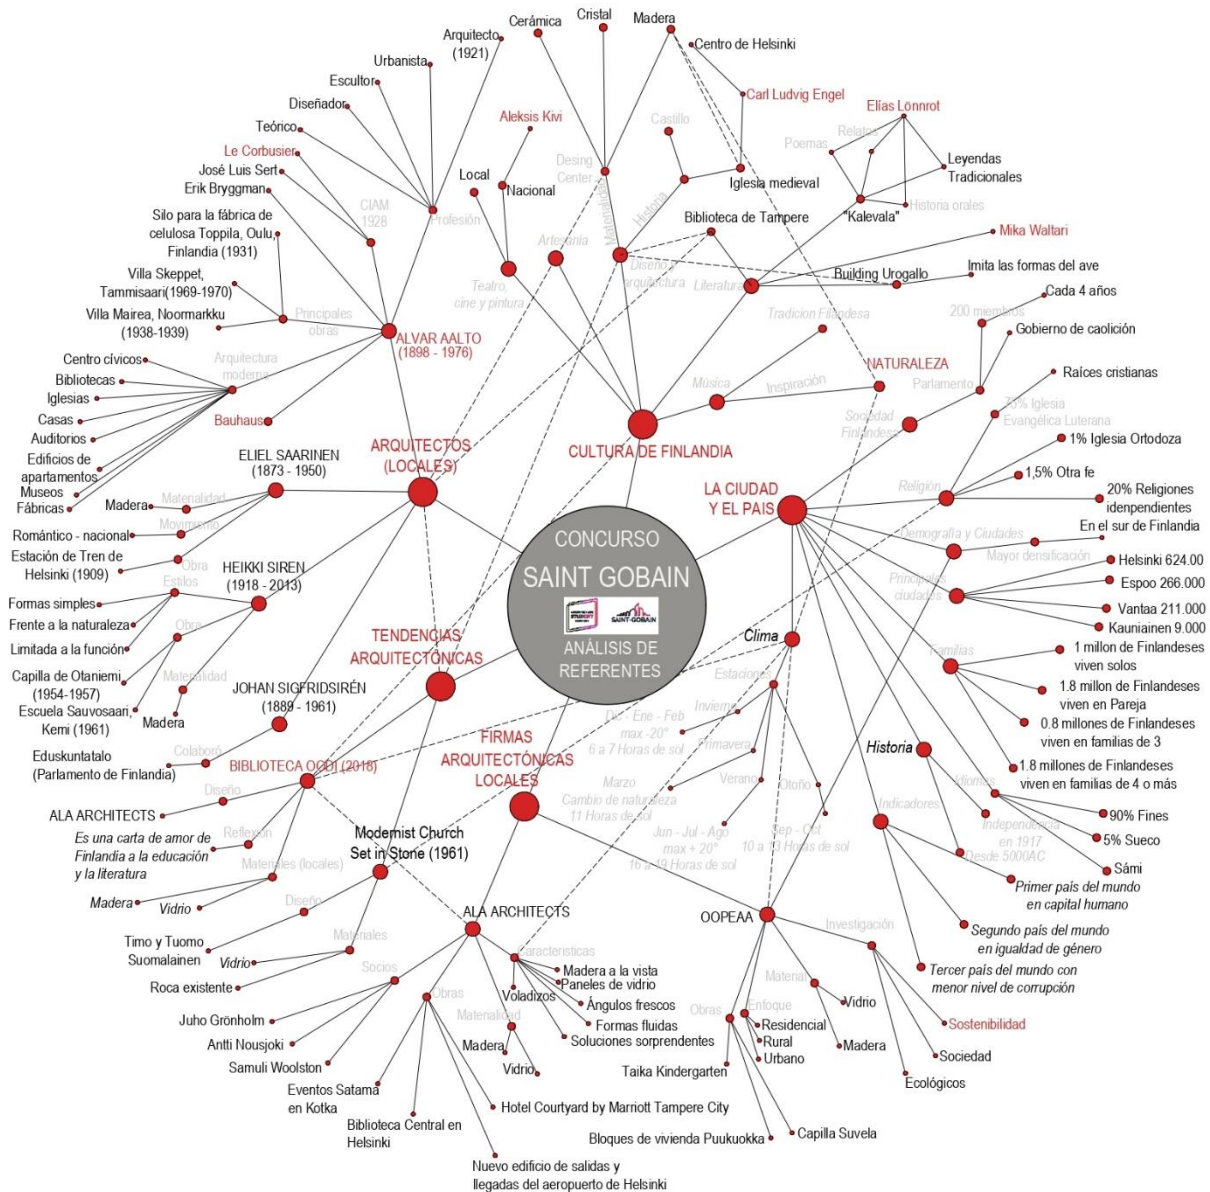 CONCURSO
SAINT GOBAIN
SAINT-GOBAIN
ANÁLISIS DE
REFERENTES
CULTURA DE FINLANDIA
Teatro,
cine y pintura
Local
Nacional
Aleksis Kivi
Artesanía
Diseño y
arquitectura
Materialidad
Desing
Center
Cerámica
Cristal
Madera
Historia
Castillo
Iglesia medieval
Carl Ludvig Engel
Centro de Helsinki
Literatura
Biblioteca de Tampere
"Kalevala"
Poemas
Relatos
Elías Lönnrot
Leyendas
Tradicionales
Historia orales
Mika Waltari
Building Urogallo
Imita las formas del ave
Música
Tradicion Filandesa
Inspiración
NATURALEZA
LA CIUDAD
Y EL PAIS
Sociedad
Finlandesa
Parlamento
200 miembros
Cada 4 años
Gobierno de caolición
Religión
75% Iglesia
Evangélica Luterana
Raíces cristianas
1% Iglesia Ortodoza
1,5% Otra fe
20% Religiones
idenpendientes
Demografía y Ciudades
Mayor densificación
En el sur de Finlandia
Principales
ciudades
Helsinki 624.00
Espoo 266.000
Vantaa 211.000
Kauniainen 9.000
Familias
1 millon de Finlandeses
viven solos
1.8 millon de Finlandeses
viven en Pareja
0.8 millones de Finlandeses
viven en familias de 3
1.8 millones de Finlandeses
viven en familias de 4 o más
Idiomas
90% Fines
5% Sueco
Sámi
Historia
Independencia
en 1917
Desde 5000AC
Indicadores
Primer país del mundo
en capital humano
Segundo país del mundo
en igualdad de género
Tercer país del mundo con
menor nivel de corrupción
Clima
Estaciones
Invierno
Dic - Ene - Feb
max -20°
6 a 7 Horas de sol
Primavera
Marzo
Cambio de naturaleza
11 Horas de sol
Verano
Jun - Jul - Ago
max + 20°
16 a 19 Horas de sol
Otoño
Sep - Oct
10 a 13 Horas de sol
FIRMAS
ARQUITECTÓNICAS
LOCALES
OOPEAA
Investigación
Sostenibilidad
Sociedad
Ecológicos
Material
Vidrio
Madera
Enfoque
Residencial
Rural
Urbano
Obras
Taika Kindergarten
Bloques de vivienda Puukuokka
Capilla Suvela
ALA ARCHITECTS
Caracteristicas
Madera a la vista
Paneles de vidrio
Voladizos
Ángulos frescos
Formas fluidas
Soluciones sorprendentes
Materialidad
Madera
Vidrio
Obras
Eventos Satama
en Kotka
Biblioteca Central en
Helsinki
Hotel Courtyard by Marriott Tampere City
Nuevo edificio de salidas y
llegadas del aeropuerto de Helsinki
Socios
Juho Grönholm
Antti Nousjoki
Samuli Woolston
TENDENCIAS
ARQUITECTÓNICAS
Modernist Church
Set in Stone (1961)
Diseño
Timo y Tuomo
Suomalainen
Materiales
Vidrio
Roca existente
BIBLIOTECA OODI (2018)
Diseño
ALA ARCHITECTS
Reflexión
Es una carta de amor de
Finlandia a la educación
y la literatura
Materiales (locales)
Madera
Vidrio
ARQUITECTOS
(LOCALES)
ALVAR AALTO
(1898 - 1976)
Profesión
Arquitecto
(1921)
Urbanista
Escultor
Diseñador
Teórico
CIAM
1928
Le Corbusier
José Luis Sert
Erik Bryggman
Principales
obras
Silo para la fábrica de
celulosa Toppila, Oulu,
Finlandia (1931)
Villa Skeppet,
Tammisaari(1969-1970)
Villa Mairea, Noormarkku
(1938-1939)
Arquitectura
moderna
Centro cívicos
Bibliotecas
Iglesias
Casas
Auditorios
Edificios de
apartamentos
Museos
Fábricas
Bauhaus
ELIEL SAARINEN
(1873 - 1950)
Materialidad
Madera
Movimismo
Romántico - nacional
Obra
Estación de Tren de
Helsinki (1909)
HEIKKI SIREN
(1918 - 2013)
Estilos
Formas simples
Frente a la naturaleza
Limitada a la función
Obra
Capilla de Otaniemi
(1954-1957)
Escuela Sauvosaari,
Kemi (1961)
Materialidad
Madera
JOHAN SIGFRIDSIRÉN
(1889 - 1961)
Colaboró
Eduskuntatalo
(Parlamento de Finlandia)